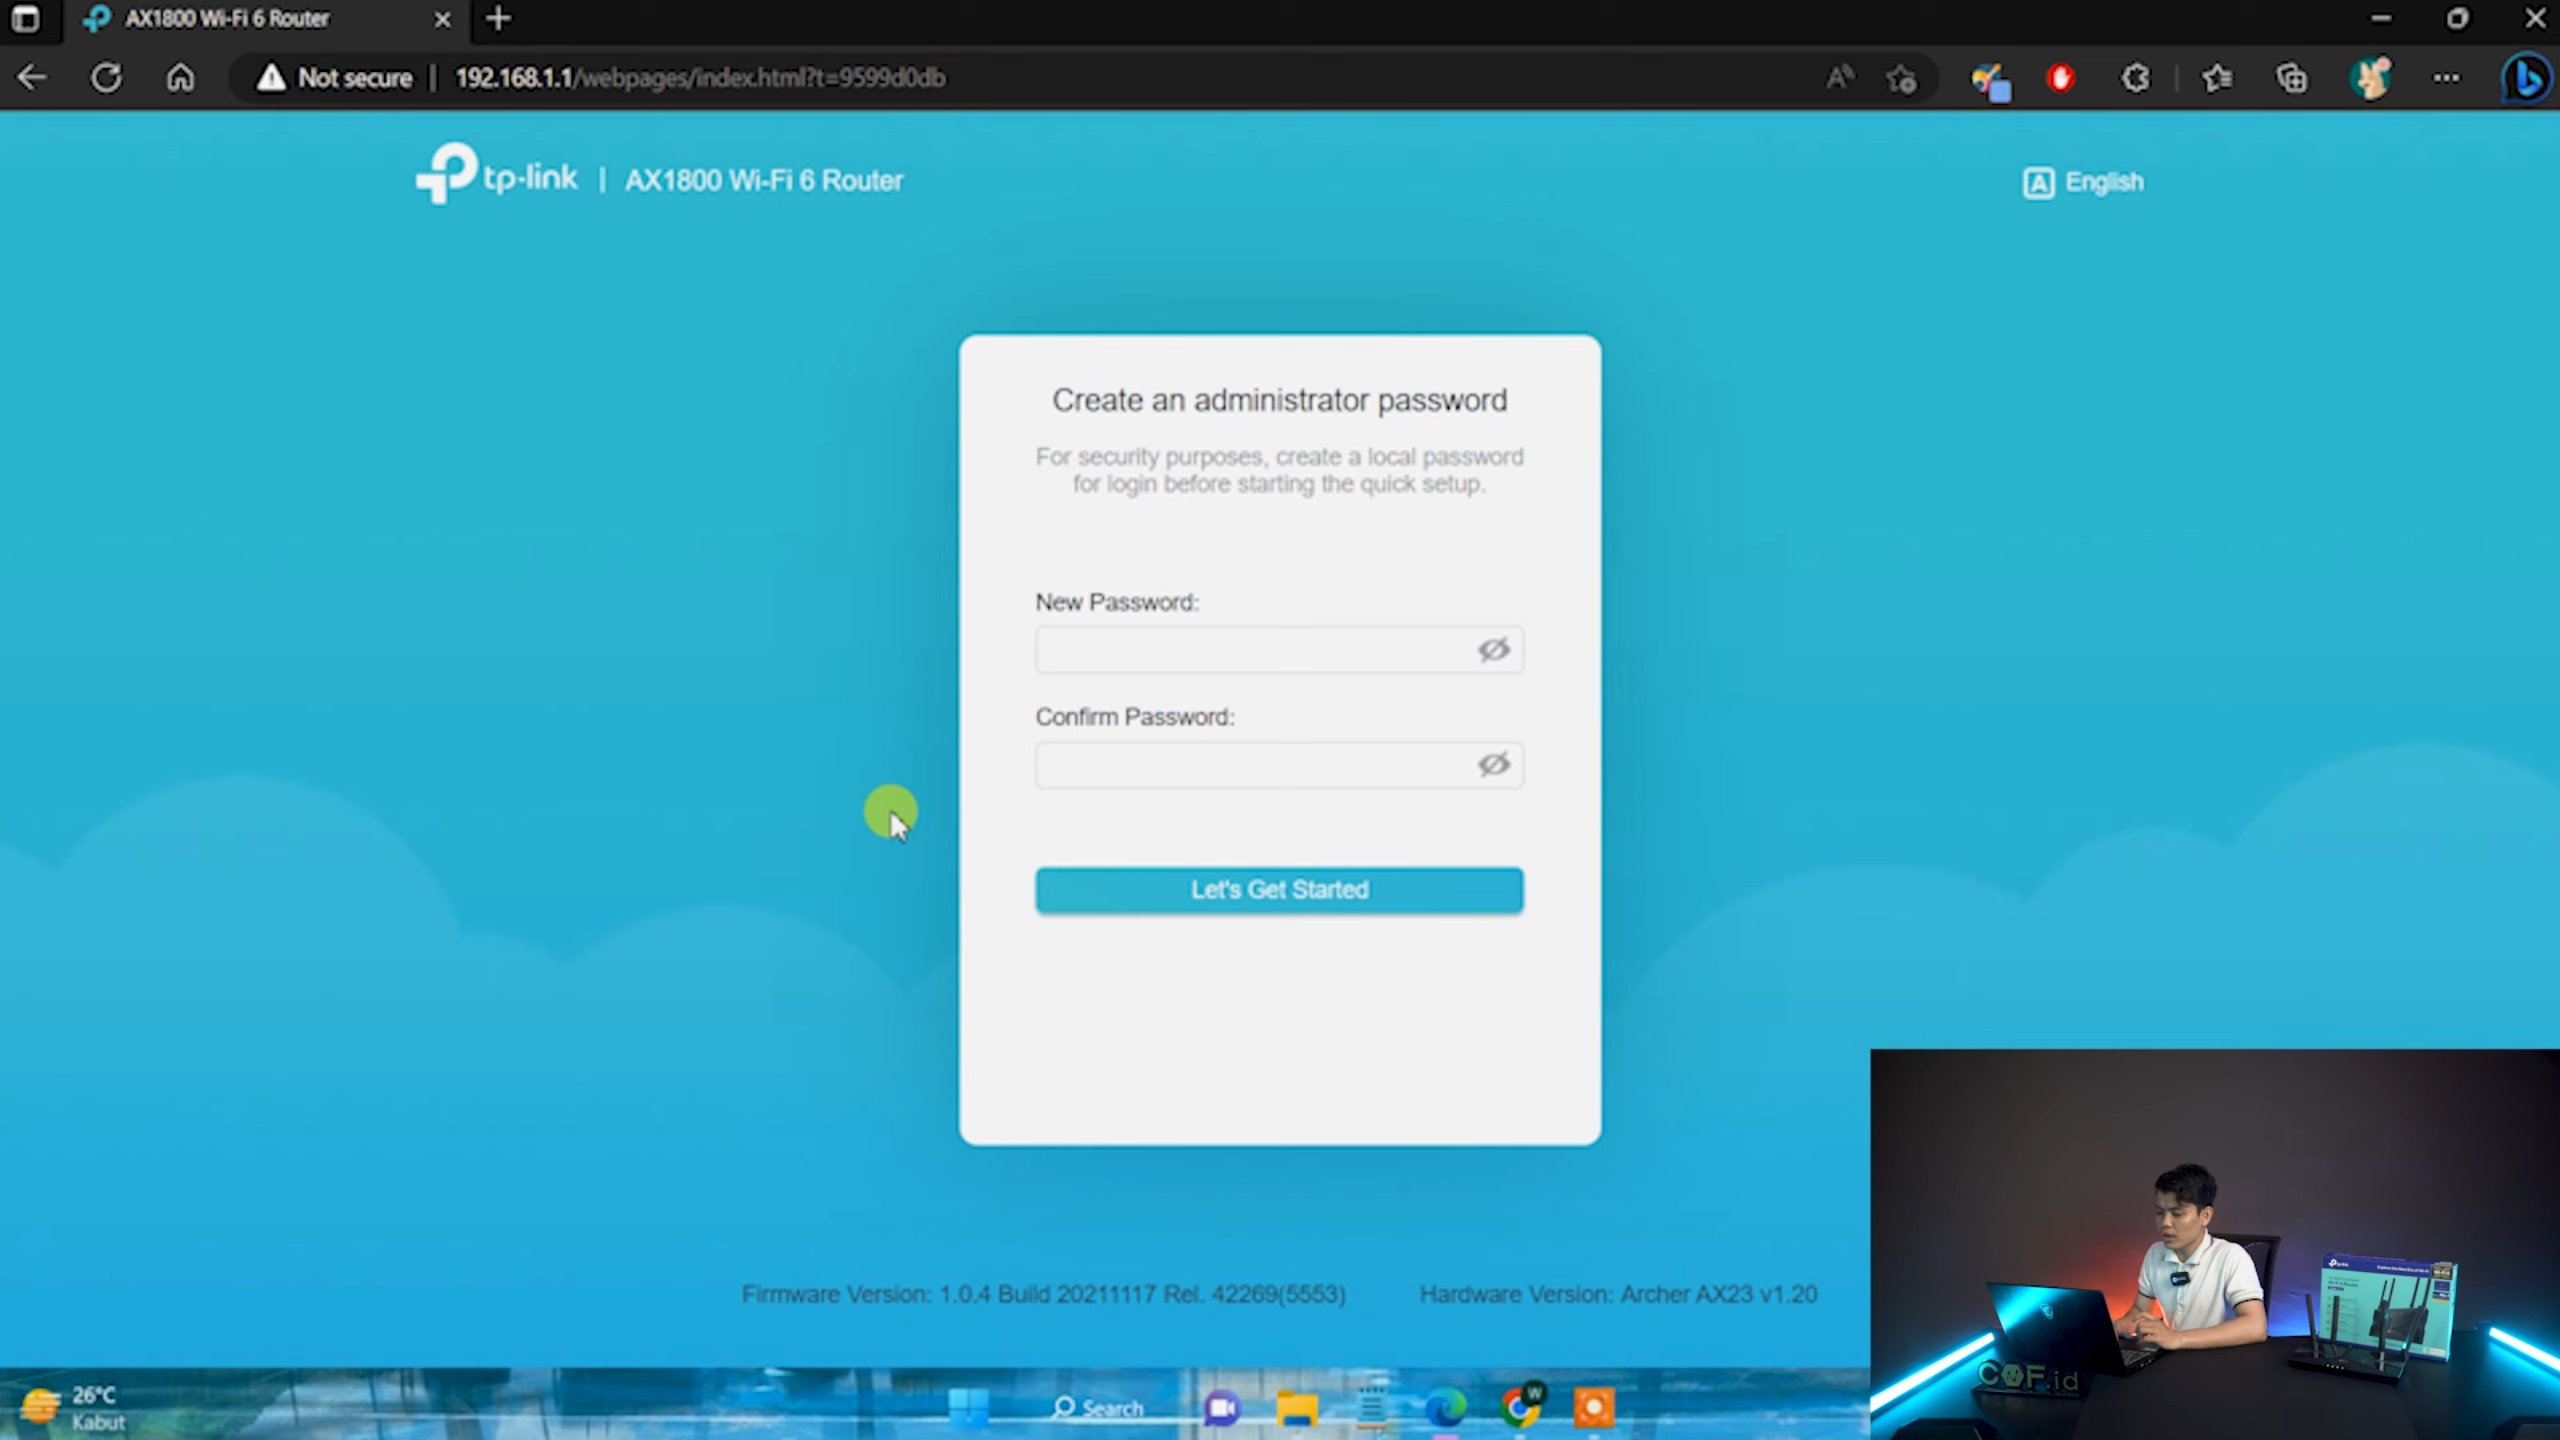 AX1800 Wi-Fi 6 Router
Not secure | 192.168.1.1/webpages/index.html?t=9599d0db
tp-link | AX1800 Wi-Fi 6 Router
English
Create an administrator password
For security purposes, create a local password
for login before starting the quick setup.
New Password:
Confirm Password:
Let's Get Started
Firmware Version: 1.0.4 Build 20211117 Rel. 42269(5553)
Hardware Version: Archer AX23 v1.20
26°C
Kabut
Search
W
COF.id
tp-link